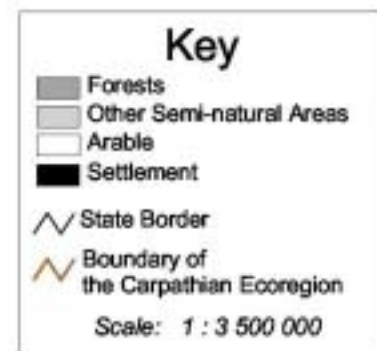 Key
Forests
Other Semi-natural Areas
Arable
Settlement
State Border
Boundary of
the Carpathian Ecoregion
Scale: 1 : 3 500 000